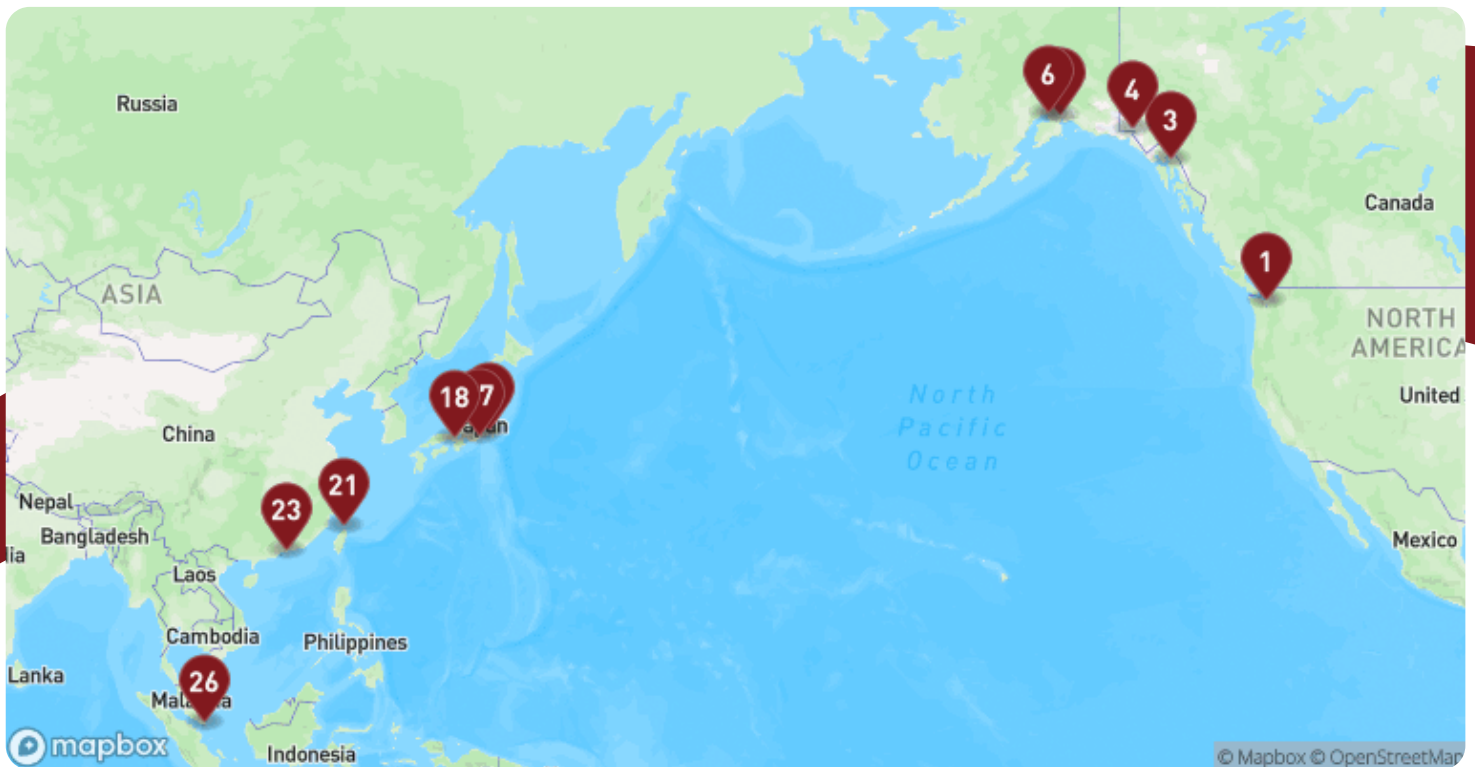 6
4
3
Russia
Canada
1
ASIA
NORTH
AMERICA
United
North
Pacific
Ocean
18
7
China
21
23
Nepal
Bangladesh
Laos
Mexico
Cambodia
Philippines
Lanka
26
Indonesia
mapbox
© Mapbox © OpenStreetMap